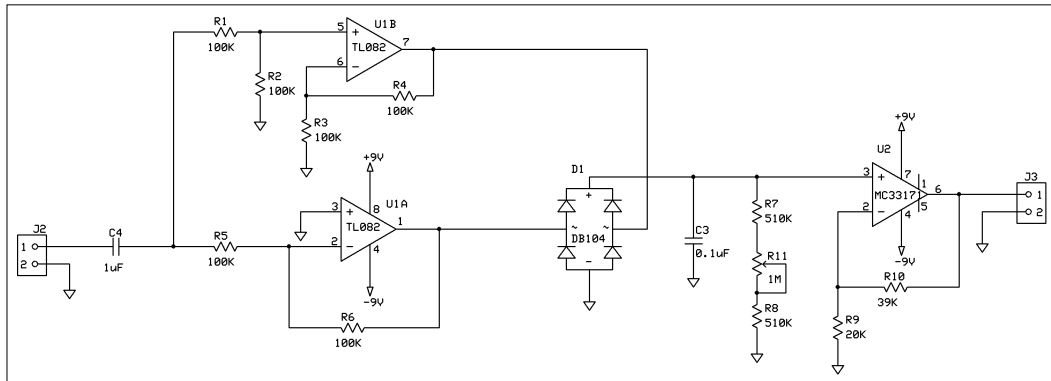 R1
100K
R2
100K
5
+
6
−
U1B
TL082
7
R4
100K
R3
100K
J2
1
2
C4
1uF
R5
100K
+9V
3
+
2
−
8
U1A
TL082
1
4
-9V
R6
100K
D1
+
~
~
DB104
−
C3
0.1uF
R7
510K
R11
1M
R8
510K
+9V
U2
3
+
2
−
7
1
MC33171
6
5
4
-9V
R10
39K
R9
20K
J3
1
2